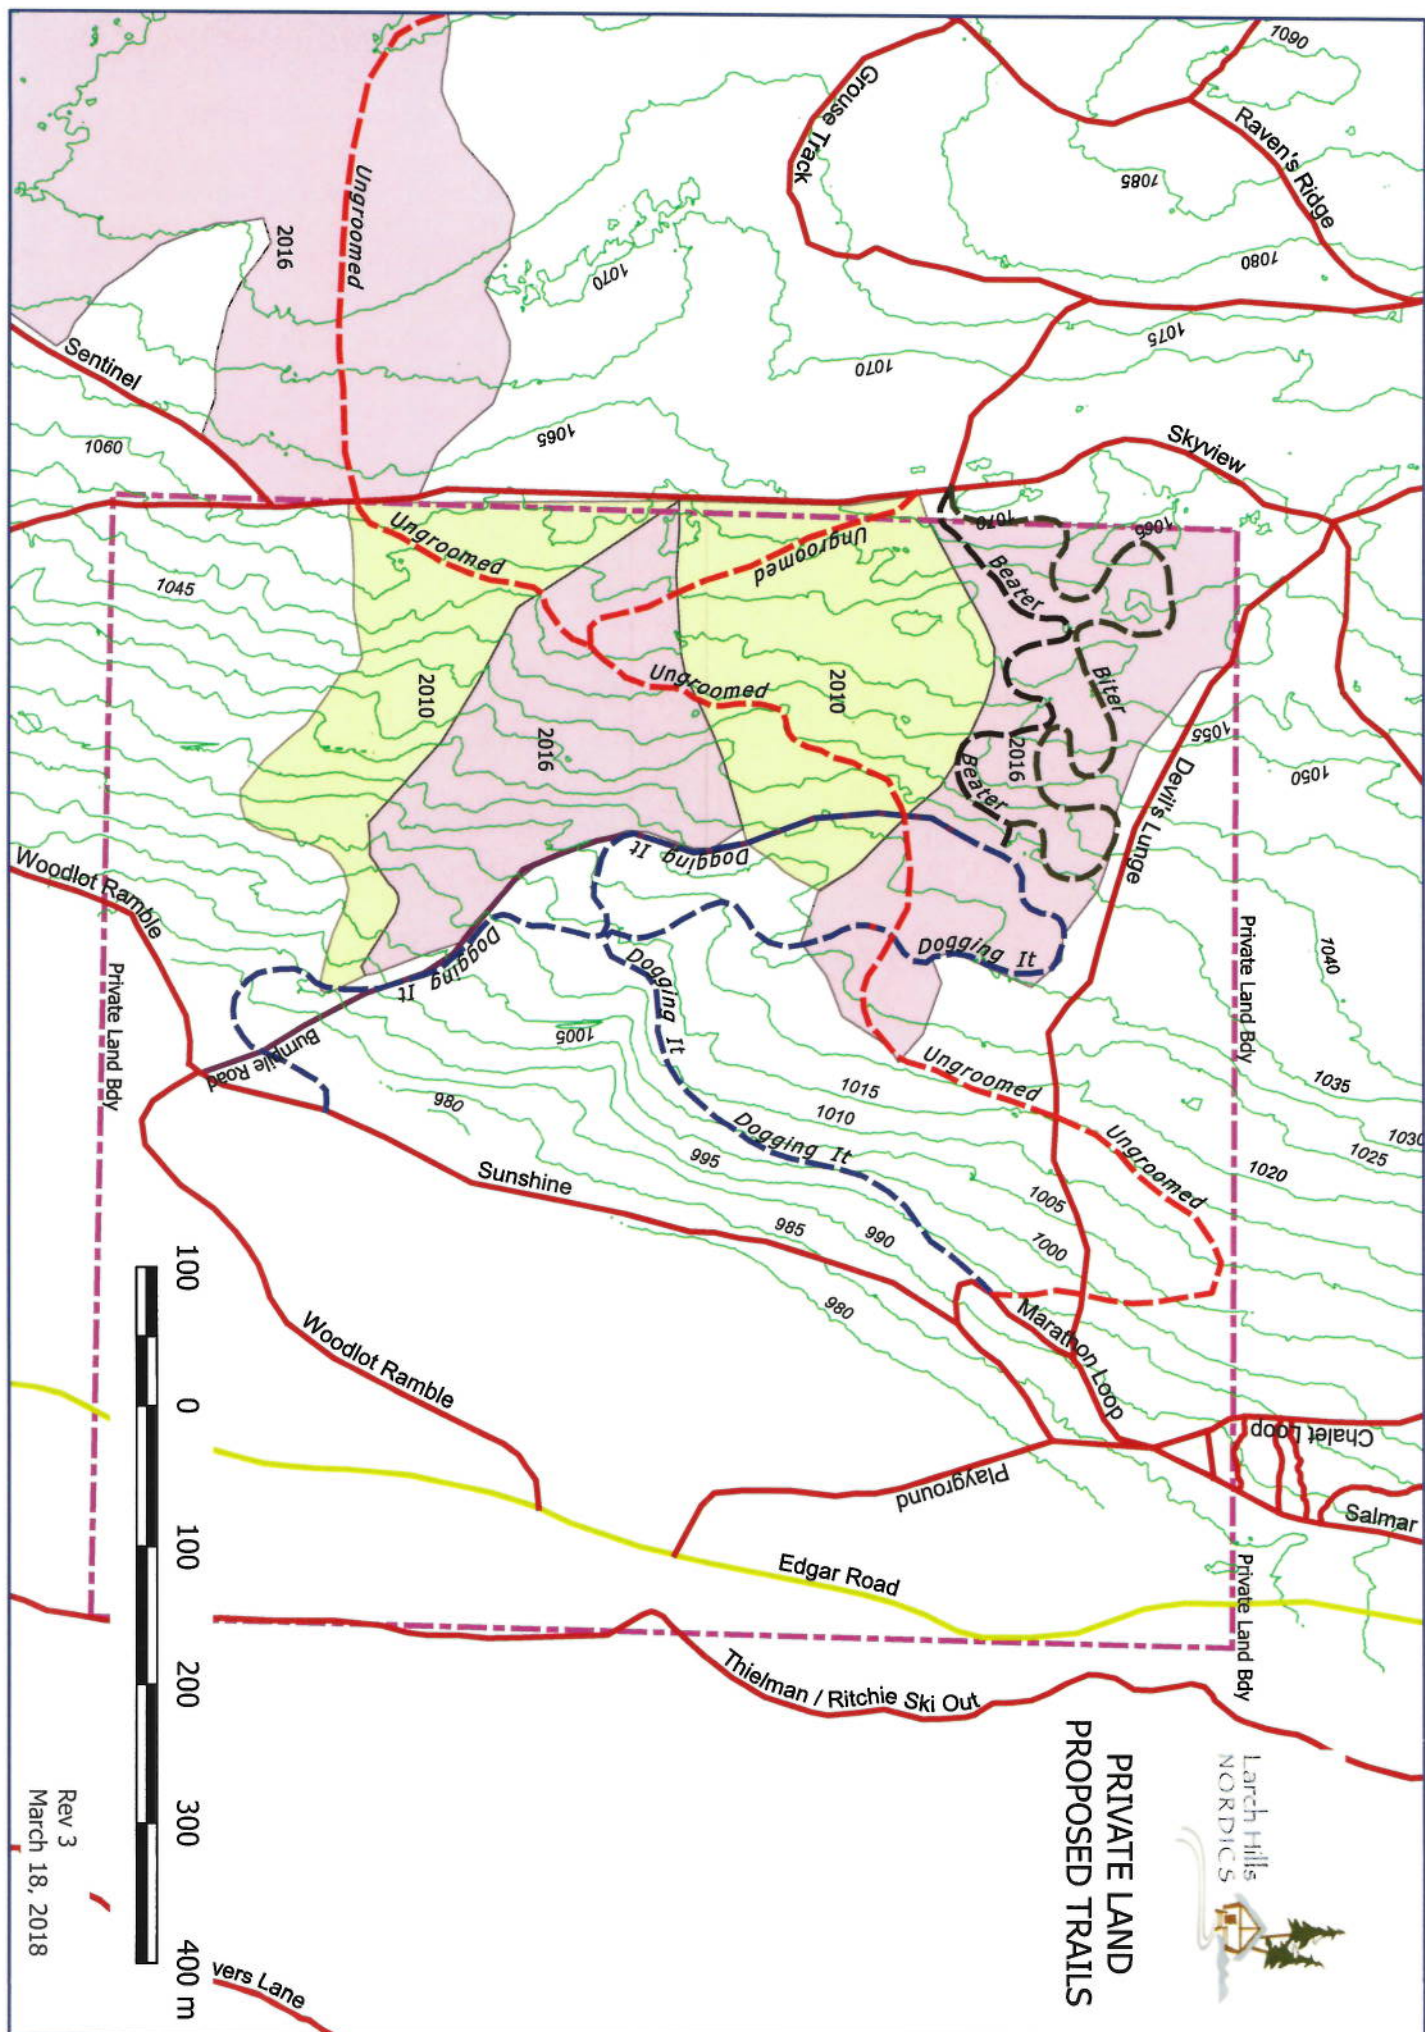 1090
Grouse Track
Raven's Ridge
1085
1080
Ungroomed
2016
1070
1075
1070
Sentinel
1060
1065
Skyview
Ungroomed
Ungroomed
1070
1065
Beater
1045
Biter
Ungroomed
2010
2010
2016
2016
Beater
1055
1050
Devil's Lunge
Dogging It
Woodlot Ramble
Private Land Bdy
Private Land Bdy
1040
Dogging It
Dogging It
Dogging It
1005
Bumpile Road
Ungroomed
1015
1010
1035
1030
1025
1020
980
Dogging It
Ungroomed
995
Sunshine
1005
985
990
1000
980
Marathon Loop
Woodlot Ramble
Chalet Loop
Playground
Salmar
Edgar Road
Private Land Bdy
Thielman / Ritchie Ski Out
Larch Hills
NORDICS
PRIVATE LAND
PROPOSED TRAILS
100 0 100 200 300 400 m
Rev 3
March 18, 2018
vers Lane